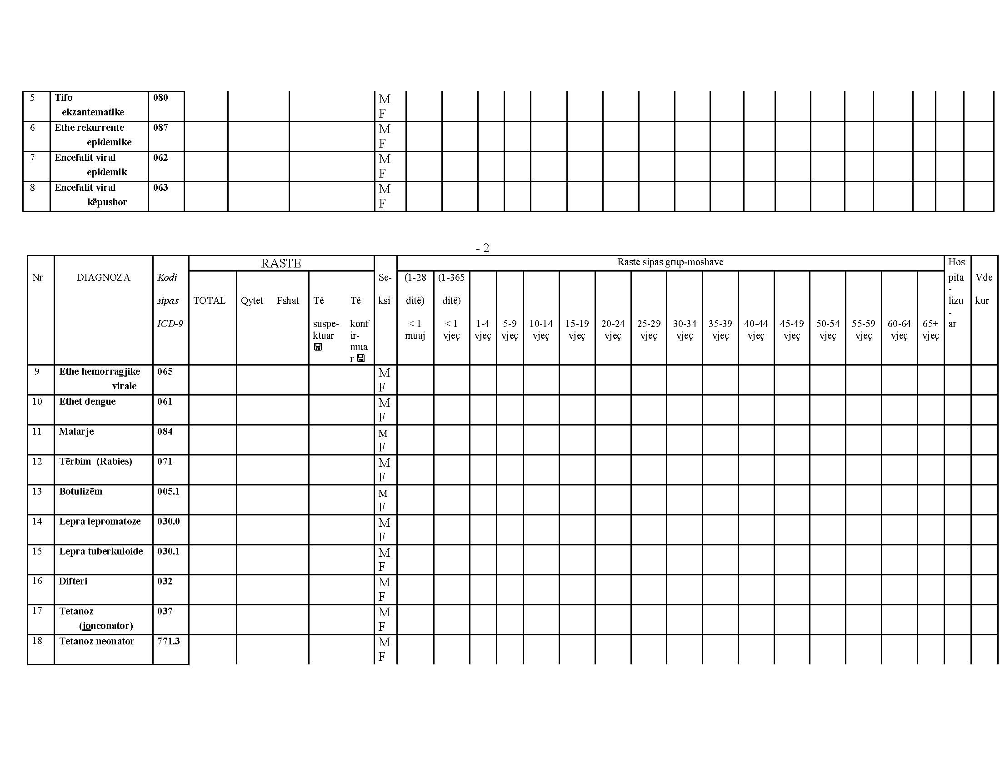 5 Tifo 080 M
ekzantematike F
6 Ethe rekurrente 087 M
epidemike F
7 Encefalit viral 062 M
epidemik F
8 Encefalit viral 063 M
këpushor F
- 2
RASTE Raste sipas grup-moshave Hos
Nr DIAGNOZA Kodi Se- (1-28 (1-365 pita Vde
-
sipas TOTAL Qytet Fshat Të Të ksi ditë) ditë) lizu kur
-
ICD-9 suspe- konf < 1 < 1 1-4 5-9 10-14 15-19 20-24 25-29 30-34 35-39 40-44 45-49 50-54 55-59 60-64 65+ ar
ktuar ir- muaj vjeç vjeç vjeç vjeç vjeç vjeç vjeç vjeç vjeç vjeç vjeç vjeç vjeç vjeç vjeç
mua
r
9 Ethe hemorragjike 065 M
virale F
10 Ethet dengue 061 M
F
11 Malarje 084 M
F
12 Tërbim (Rabies) 071 M
F
13 Botulizëm 005.1 M
F
14 Lepra lepromatoze 030.0 M
F
15 Lepra tuberkuloide 030.1 M
F
16 Difteri 032 M
F
17 Tetanoz 037 M
(joneonator) F
18 Tetanoz neonator 771.3 M
F